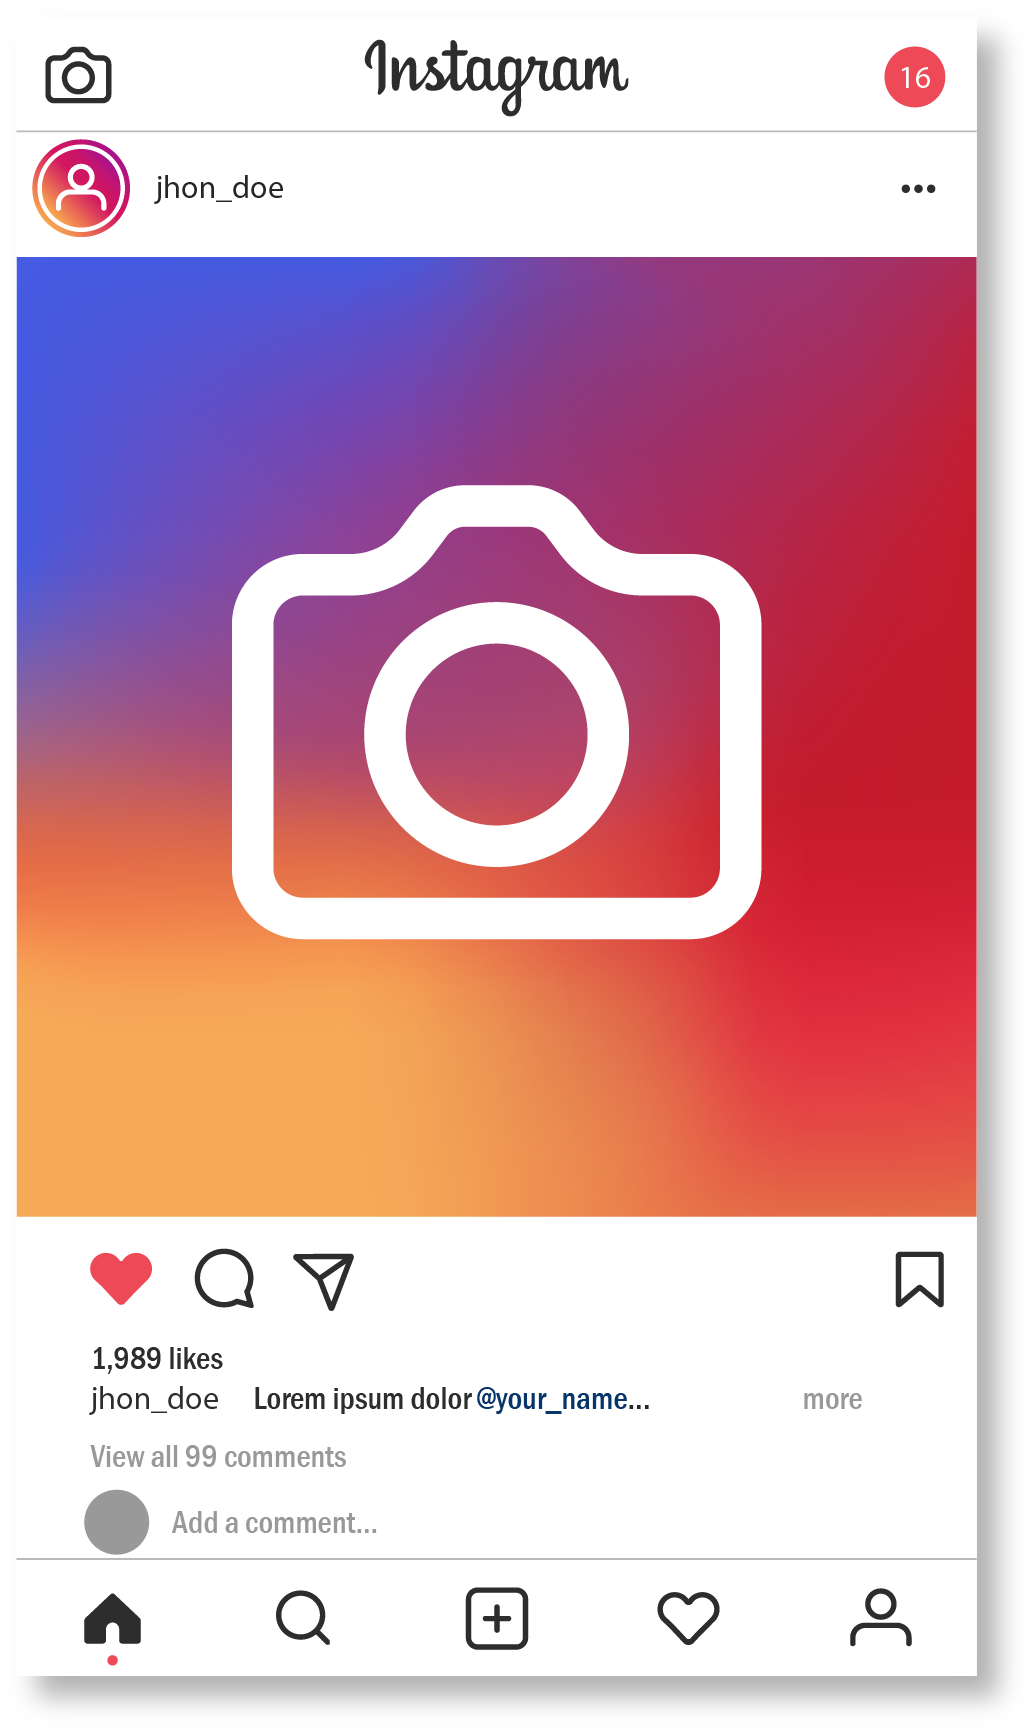 Instagram
16
jhon_doe
1,989 likes
jhon_doe Lorem ipsum dolor @your_name... more
View all 99 comments
Add a comment...